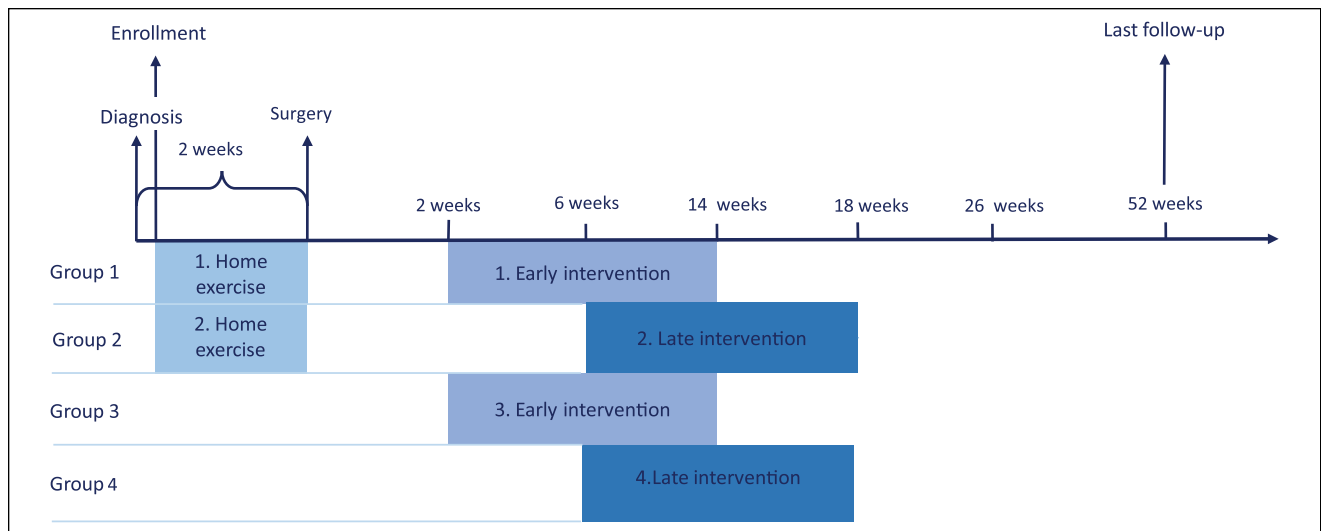 Enrollment
Last follow-up
Diagnosis
Surgery
2 weeks
2 weeks
6 weeks
14 weeks
18 weeks
26 weeks
52 weeks
Group 1
1. Home
exercise
1. Early intervention
Group 2
2. Home
exercise
2. Late intervention
Group 3
3. Early intervention
Group 4
4.Late intervention